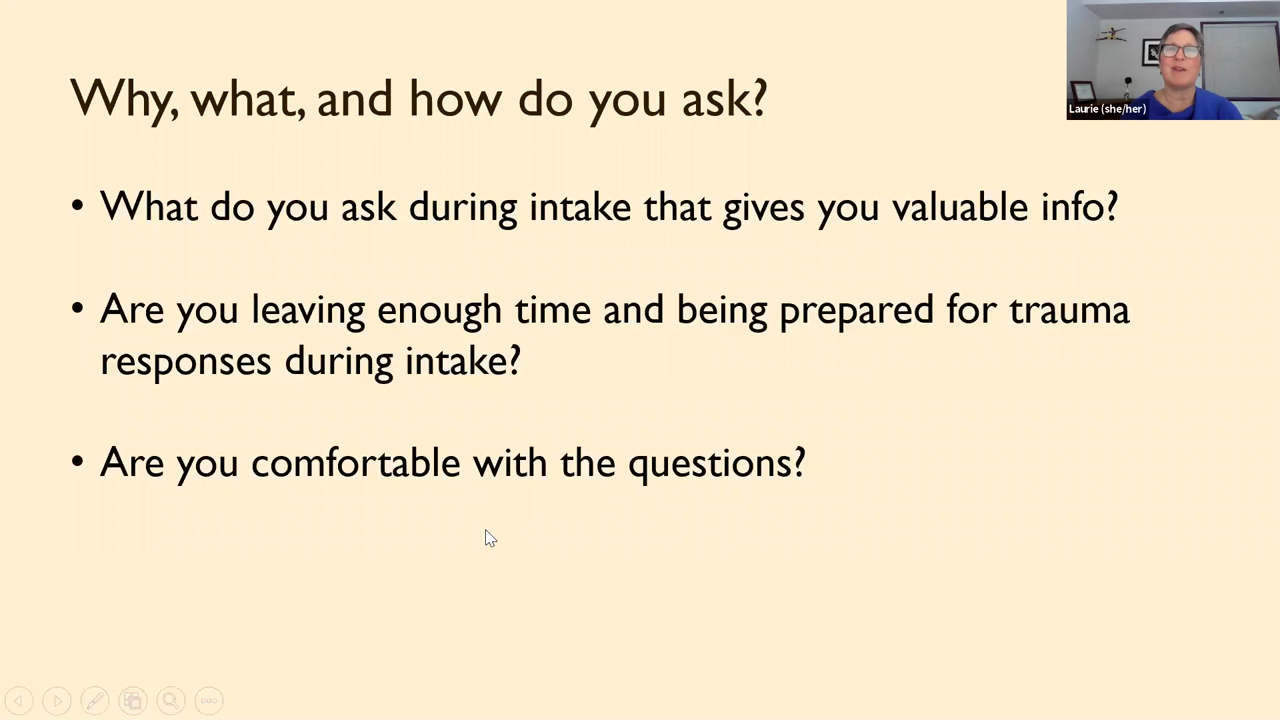 Why, what, and how do you ask?
Laurie (she/her)
• What do you ask during intake that gives you valuable info?
• Are you leaving enough time and being prepared for trauma
responses during intake?
• Are you comfortable with the questions?